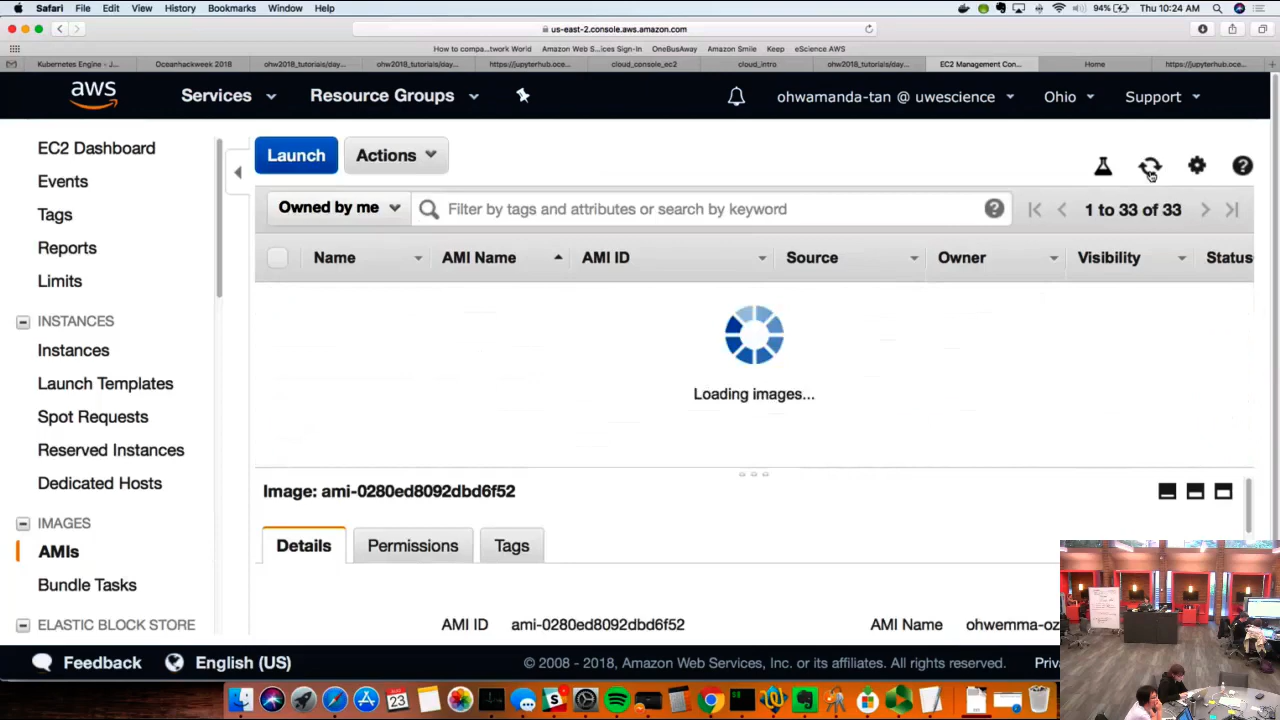 Safari File Edit View History Bookmarks Window Help 94% Thu 10:24 AM
us-east-2.console.aws.amazon.com
How to compa...twork World Amazon Web S...ices Sign-In OneBusAway Amazon Smile Keep eScience AWS
Kubernetes Engine - J... Oceanhackweek 2018 ohw2018_tutorials/day... ohw2018_tutorials/day... https://jupyterhub.oce... cloud_console_ec2 cloud_intro ohw2018_tutorials/day... EC2 Management Con... Home https://jupyterhub.oce...
aws Services Resource Groups ohwamanda-tan @ uwescience Ohio Support
EC2 Dashboard
Events
Tags
Reports
Limits
INSTANCES
Instances
Launch Templates
Spot Requests
Reserved Instances
Dedicated Hosts
IMAGES
AMIs
Bundle Tasks
ELASTIC BLOCK STORE
Launch Actions
Owned by me Filter by tags and attributes or search by keyword 1 to 33 of 33
Name AMI Name AMI ID Source Owner Visibility Status
Loading images...
Image: ami-0280ed8092dbd6f52
Details Permissions Tags
AMI ID ami-0280ed8092dbd6f52 AMI Name ohwemma-oz
Feedback English (US) © 2008 - 2018, Amazon Web Services, Inc. or its affiliates. All rights reserved. Priv
23